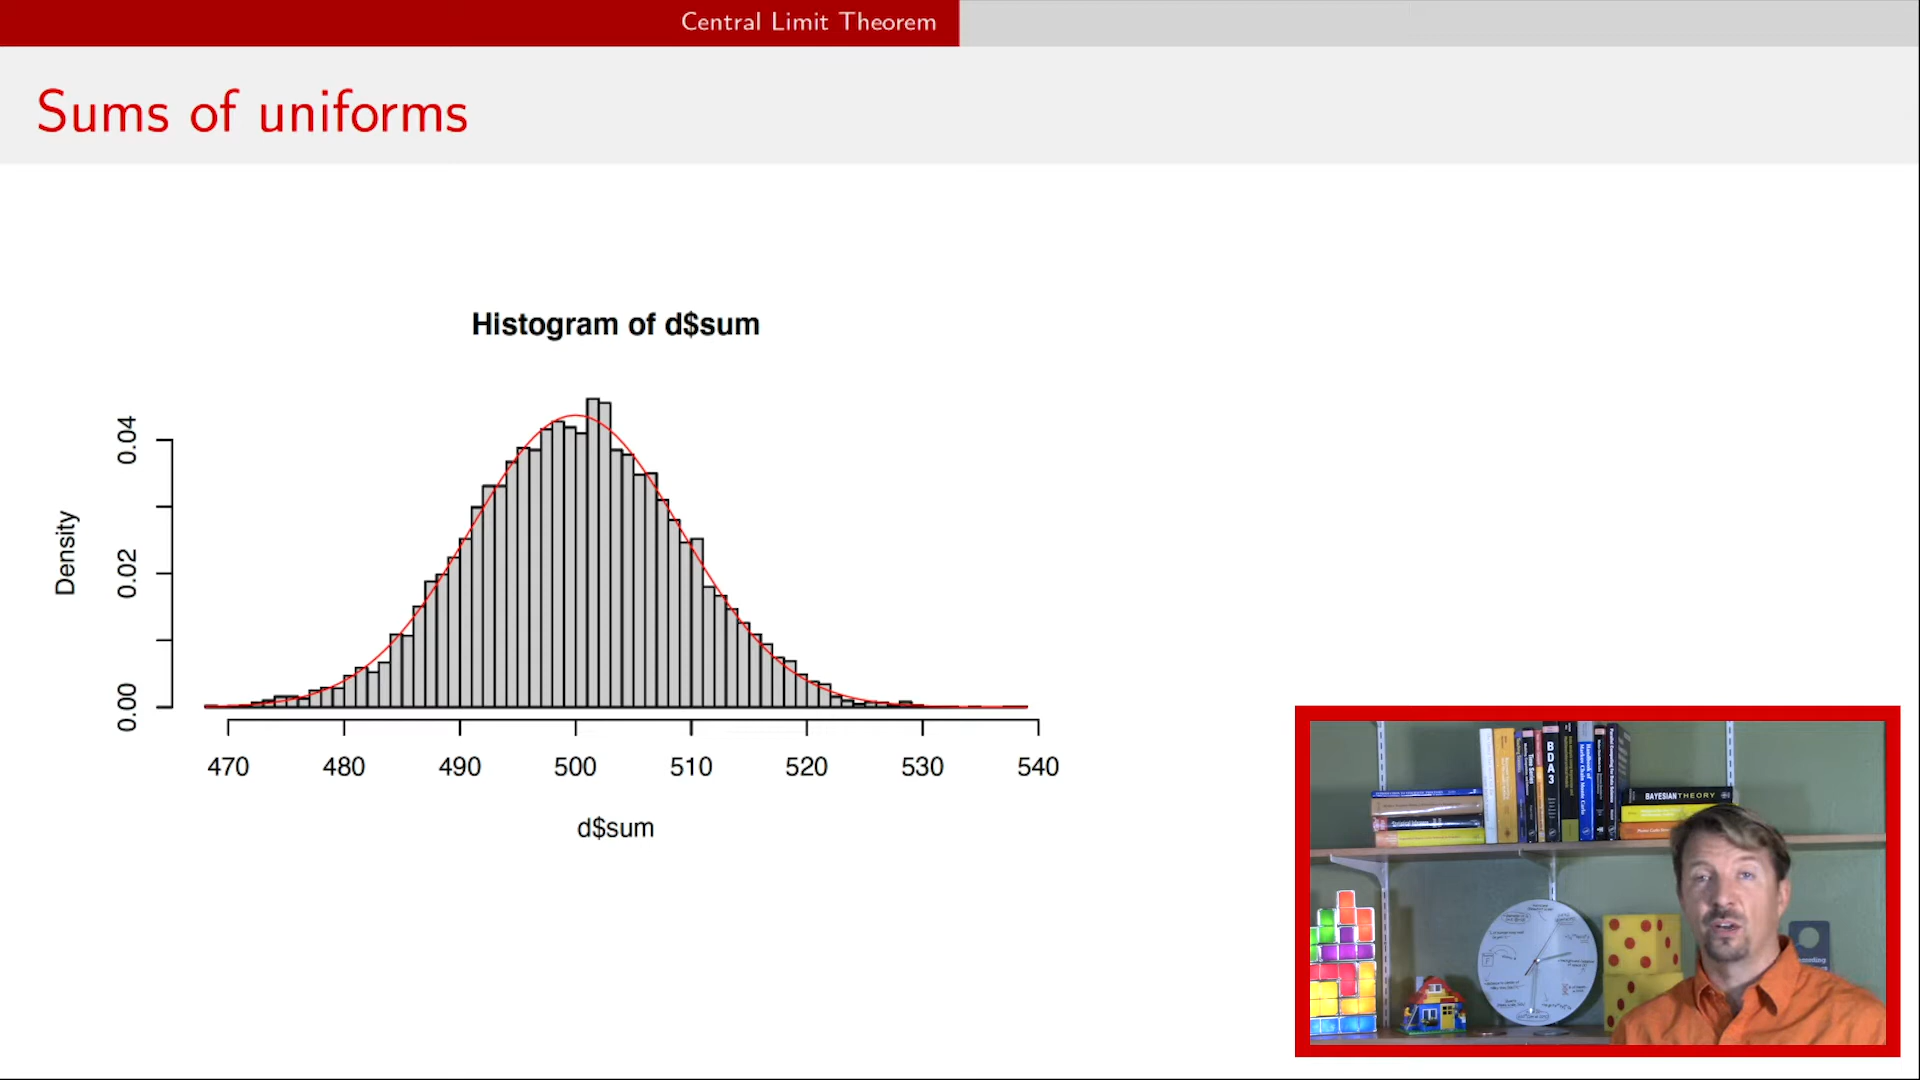 Central Limit Theorem
Sums of uniforms
Histogram of d$sum
Density
0.04
0.02
0.00
470 480 490 500 510 520 530 540
d$sum
BDA3
BAYESIAN THEORY